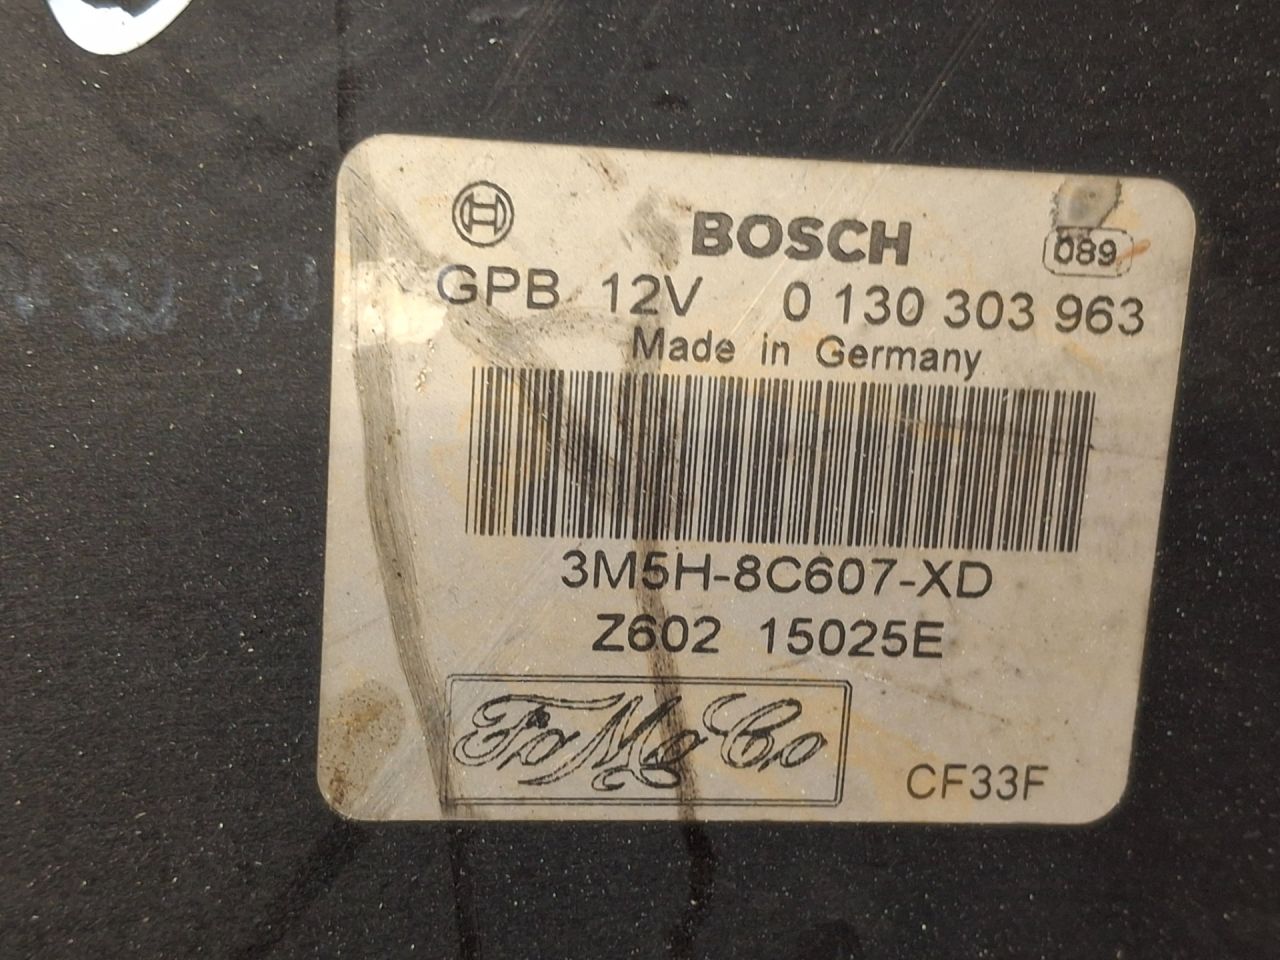 BOSCH
089
GPB 12V 0 130 303 963
Made in Germany
3M5H-8C607-XD
Z602 15025E
FoMoCo
CF33F